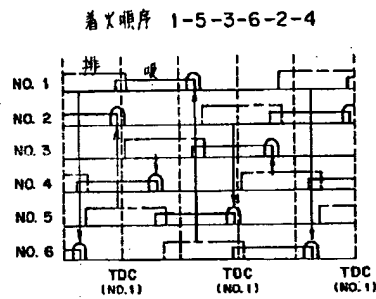 着火順序 1-5-3-6-2-4
排 吸
NO. 1
NO. 2
NO. 3
NO. 4
NO. 5
NO. 6
TDC TDC TDC
(NO.1) (NO.1) (NO.1)